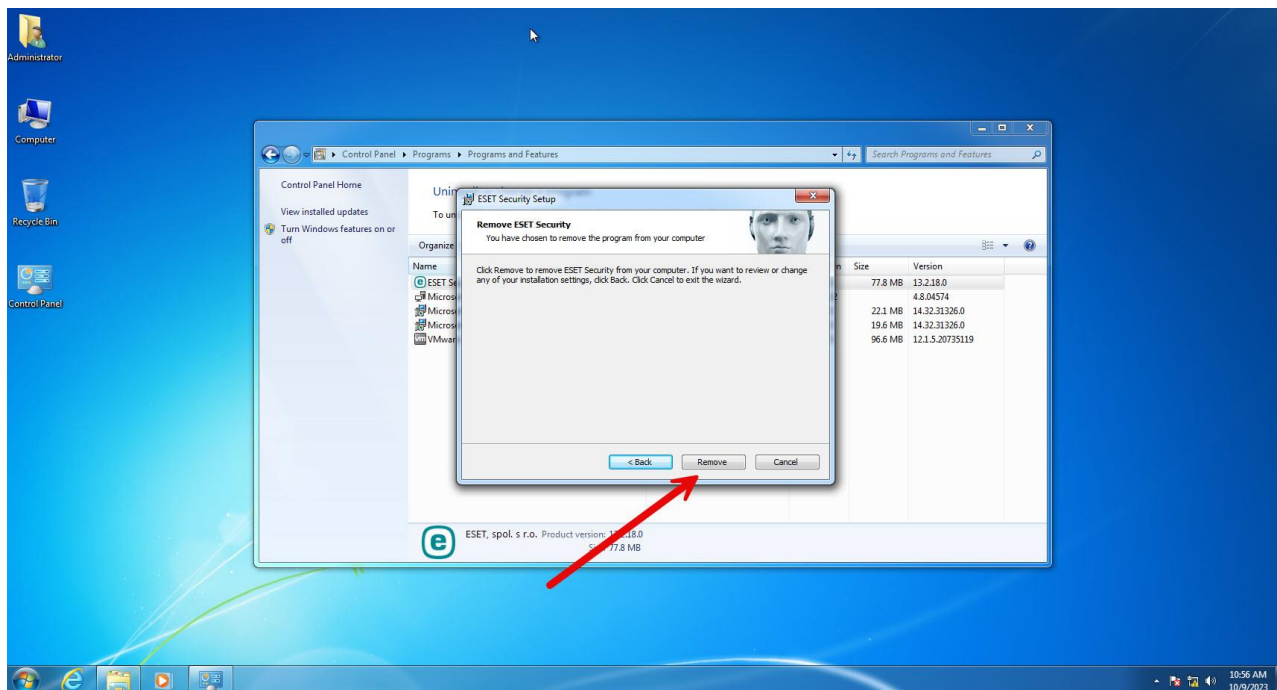 Administrator
Computer
Recycle Bin
Control Panel
Control Panel ▸ Programs ▸ Programs and Features
Search Programs and Features
Control Panel Home
View installed updates
Turn Windows features on or
off
Unin
To un
Organize
Name
Size
Version
ESET Se
77.8 MB
13.2.18.0
Micros
4.8.04574
Micros
22.1 MB
14.32.31326.0
Micros
19.6 MB
14.32.31326.0
VMwar
96.6 MB
12.1.5.20735119
ESET Security Setup
Remove ESET Security
You have chosen to remove the program from your computer
Click Remove to remove ESET Security from your computer. If you want to review or change
any of your installation settings, click Back. Click Cancel to exit the wizard.
< Back
Remove
Cancel
ESET, spol. s r.o. Product version:
77.8 MB
10:56 AM
10/9/2023